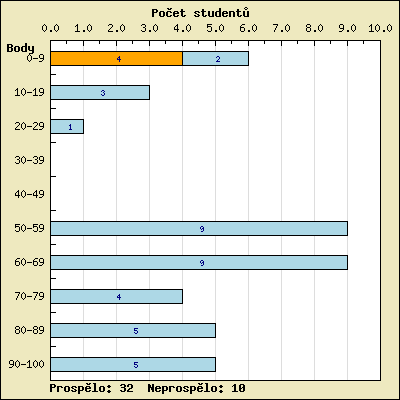 Počet studentů
0.0 1.0 2.0 3.0 4.0 5.0 6.0 7.0 8.0 9.0 10.0
Body
0-9 4 2
10-19 3
20-29 1
30-39
40-49
50-59 9
60-69 9
70-79 4
80-89 5
90-100 5
Prospělo: 32 Neprospělo: 10